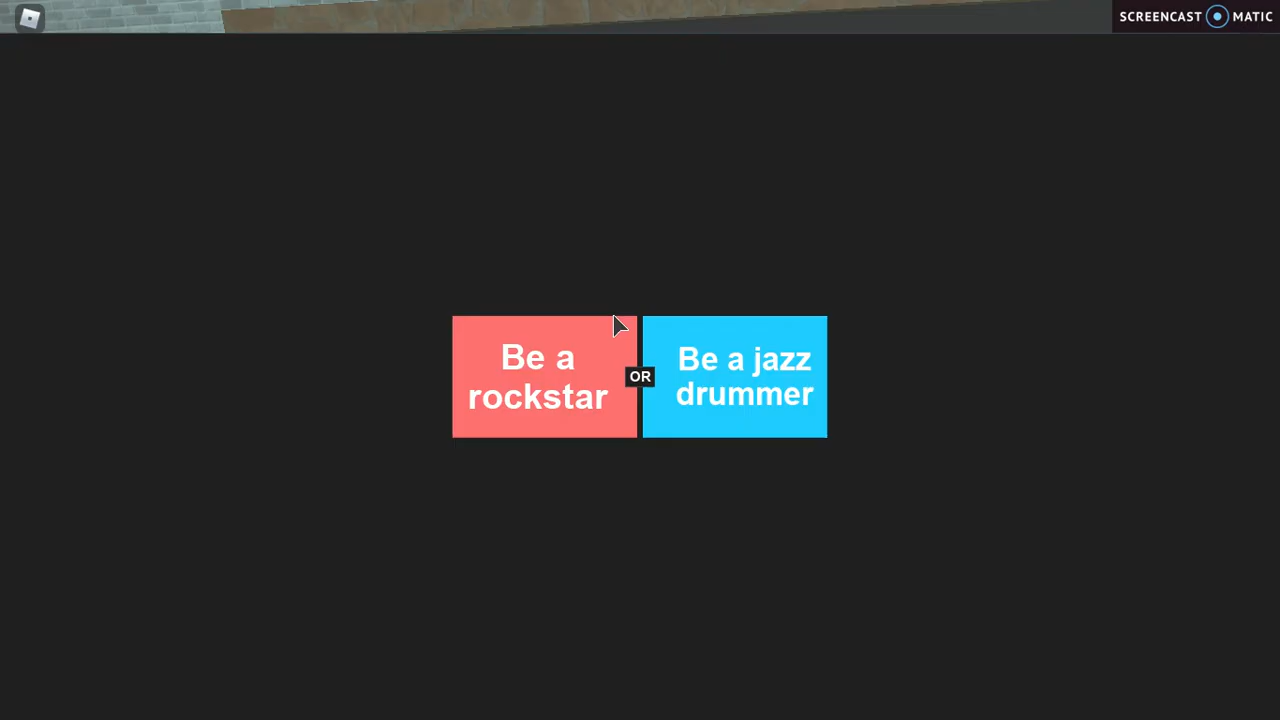 SCREENCAST MATIC
Be a
rockstar
OR
Be a jazz
drummer